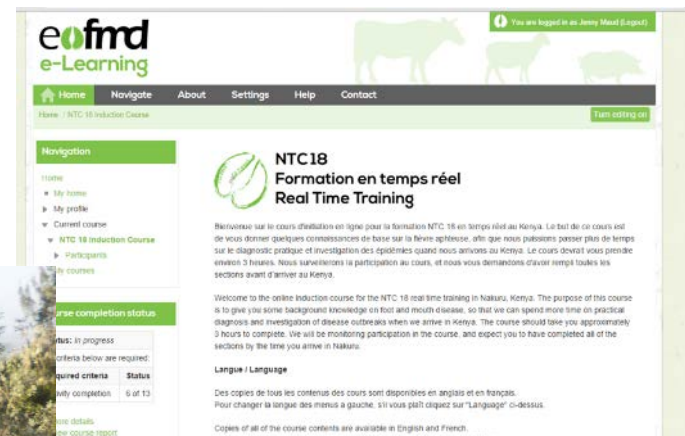 eofmd
e-Learning
You are logged in as Jenny Maud (Logout)
Home Navigate About Settings Help Contact
Home / NTC 18 Induction Course
Turn editing on
Navigation
Home
My home
My profile
Current course
NTC 18 Induction Course
Participants
My courses
NTC18
Formation en temps réel
Real Time Training
Bienvenue sur le cours d'initiation en ligne pour la formation NTC 18 en temps réel au Kenya. Le but de ce cours est
de vous donner quelques connaissances de base sur la fièvre aphteuse, afin que nous puissions passer plus de temps
sur le diagnostic pratique et investigation des épidémies quand nous arrivons au Kenya. Le cours devrait vous prendre
environ 3 heures. Nous surveillerons la participation au cours, et nous vous demandons d'avoir rempli toutes les
sections avant d'arriver au Kenya.
Welcome to the online Induction course for the NTC 18 real time training in Nakuru, Kenya. The purpose of this course
is to give you some background knowledge on foot and mouth disease, so that we can spend more time on practical
diagnosis and investigation of disease outbreaks when we arrive in Kenya. The course should take you approximately
3 hours to complete. We will be monitoring participation in the course, and expect you to have completed all of the
sections by the time you arrive in Nakuru.
Langue / Language
Des copies de tous les contenus des cours sont disponibles en anglais et en français.
Pour changer la langue des menus à gauche, s'il vous plaît cliquez sur "Language" ci-dessus.
Copies of all of the course contents are available in English and French.
urse completion status
atus: in progress
criteria below are required:
quired criteria Status
ivity completion 6 of 13
ore details
iew course report